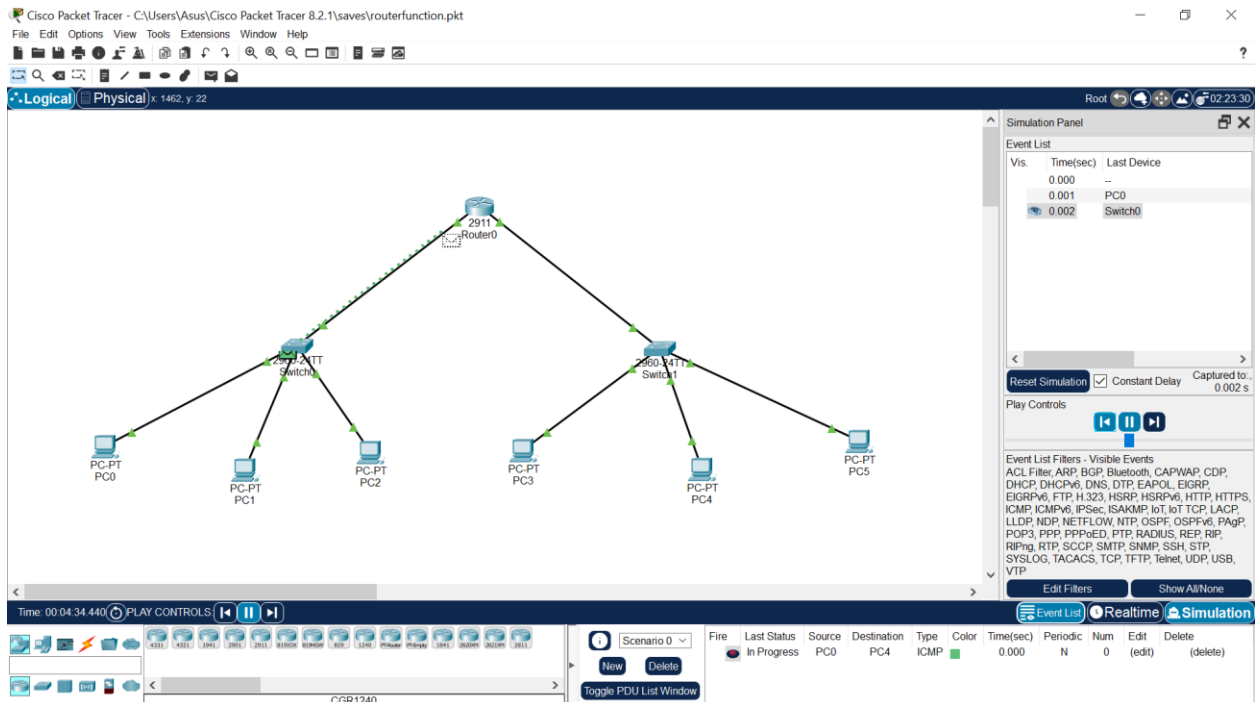 Cisco Packet Tracer - C:\Users\Asus\Cisco Packet Tracer 8.2.1\saves\routerfunction.pkt
File Edit Options View Tools Extensions Window Help
?
Logical Physical x: 1462, y: 22
Root 02:23:30
Simulation Panel
Event List
Vis. Time(sec) Last Device
0.000 --
0.001 PC0
0.002 Switch0
2911
Router0
2960-24TT
Switch0
2960-24TT
Switch1
PC-PT
PC0
PC-PT
PC1
PC-PT
PC2
PC-PT
PC3
PC-PT
PC4
PC-PT
PC5
Reset Simulation Constant Delay Captured to:
0.002 s
Play Controls
Event List Filters - Visible Events
ACL Filter, ARP, BGP, Bluetooth, CAPWAP, CDP,
DHCP, DHCPv6, DNS, DTP, EAPOL, EIGRP,
EIGRPv6, FTP, H.323, HSRP, HSRPv6, HTTP, HTTPS,
ICMP, ICMPv6, IPSec, ISAKMP, IoT, IoT TCP, LACP,
LLDP, NDP, NETFLOW, NTP, OSPF, OSPFv6, PAgP,
POP3, PPP, PPPoED, PTP, RADIUS, REP, RIP,
RIPng, RTP, SCCP, SMTP, SNMP, SSH, STP,
SYSLOG, TACACS, TCP, TFTP, Telnet, UDP, USB,
VTP
Edit Filters Show All/None
Time: 00:04:34.440 PLAY CONTROLS:
Event List Realtime Simulation
4331 4321 1941 2901 2911 819IOX 819HGW 829 1240 PT-Router PT-Empty 1841 2620XM 2621XM 2811
CGR1240
Scenario 0
New Delete
Toggle PDU List Window
Fire Last Status Source Destination Type Color Time(sec) Periodic Num Edit Delete
In Progress PC0 PC4 ICMP 0.000 N 0 (edit) (delete)